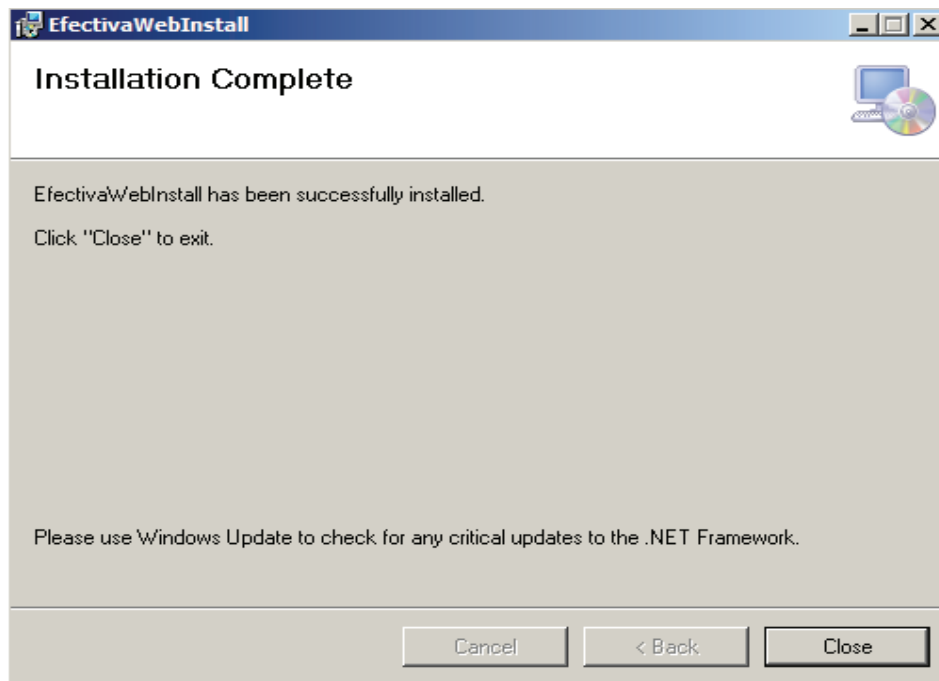 EfectivaWebInstall
Installation Complete
EfectivaWebInstall has been successfully installed.
Click "Close" to exit.
Please use Windows Update to check for any critical updates to the .NET Framework.
Cancel
< Back
Close